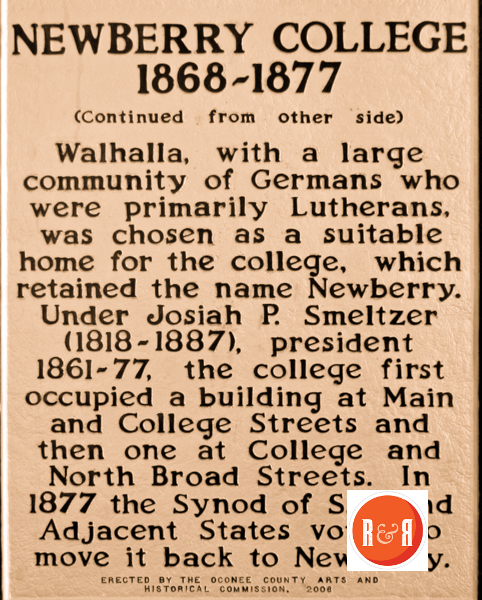 NEWBERRY COLLEGE
1868-1877
(Continued from other side)
Walhalla, with a large
community of Germans who
were primarily Lutherans,
was chosen as a suitable
home for the college, which
retained the name Newberry.
Under Josiah P. Smeltzer
(1818-1887), president
1861-77, the college first
occupied a building at Main
and College Streets and
then one at College and
North Broad Streets. In
1877 the Synod of
Adjacent States
move it back to
ERECTED BY THE OCONEE COUNTY ARTS AND
HISTORICAL COMMISSION, 2006
R&R